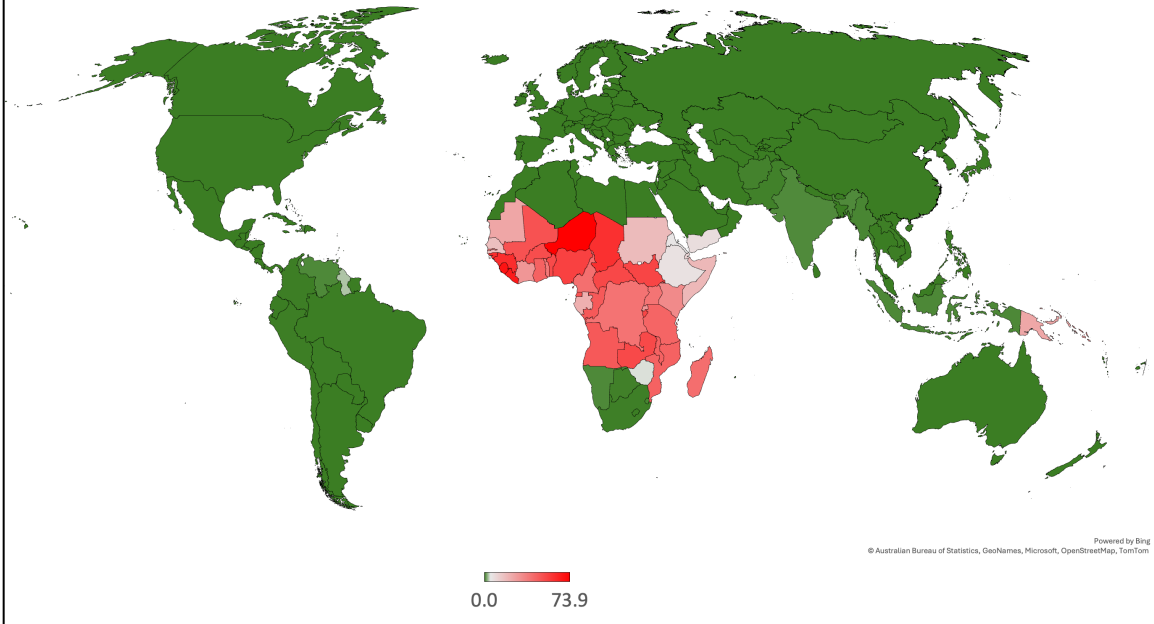 Powered by Bing
© Australian Bureau of Statistics, GeoNames, Microsoft, OpenStreetMap, TomTom
0.0 73.9